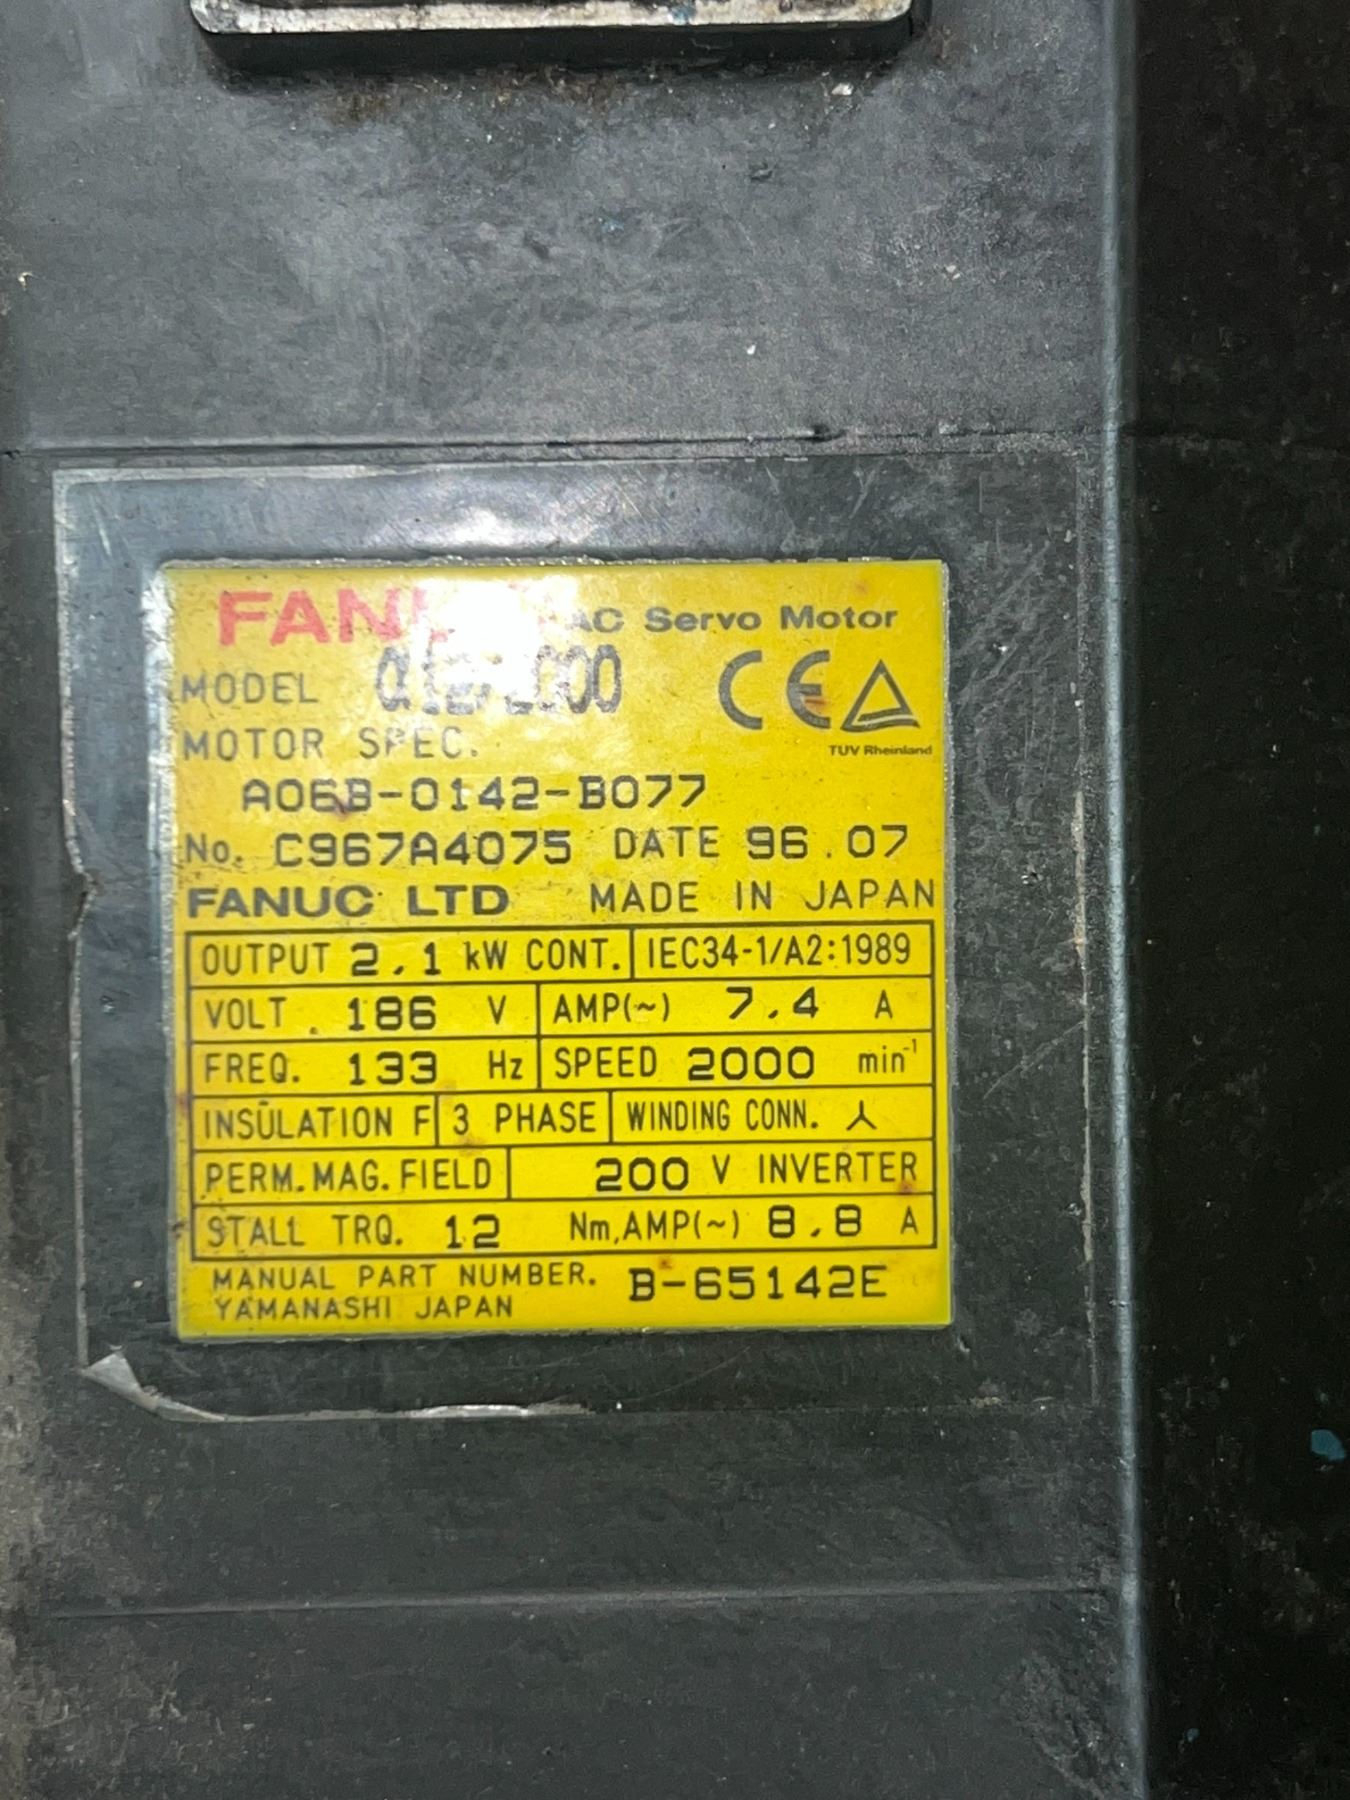 AC Servo Motor
MODEL
CE
TUV Rheinland
MOTOR SPEC.
A06B-0142-B077
No. C967A4075 DATE 96.07
FANUC LTD MADE IN JAPAN
OUTPUT 2.1 kW CONT. IEC34-1/A2:1989
VOLT. 186 V AMP(~) 7.4 A
FREQ. 133 Hz SPEED 2000 min⁻¹
INSULATION F 3 PHASE WINDING CONN. ⅄
PERM.MAG.FIELD 200 V INVERTER
STALL TRQ. 12 Nm,AMP(~) 8.8 A
MANUAL PART NUMBER. B-65142E
YAMANASHI JAPAN